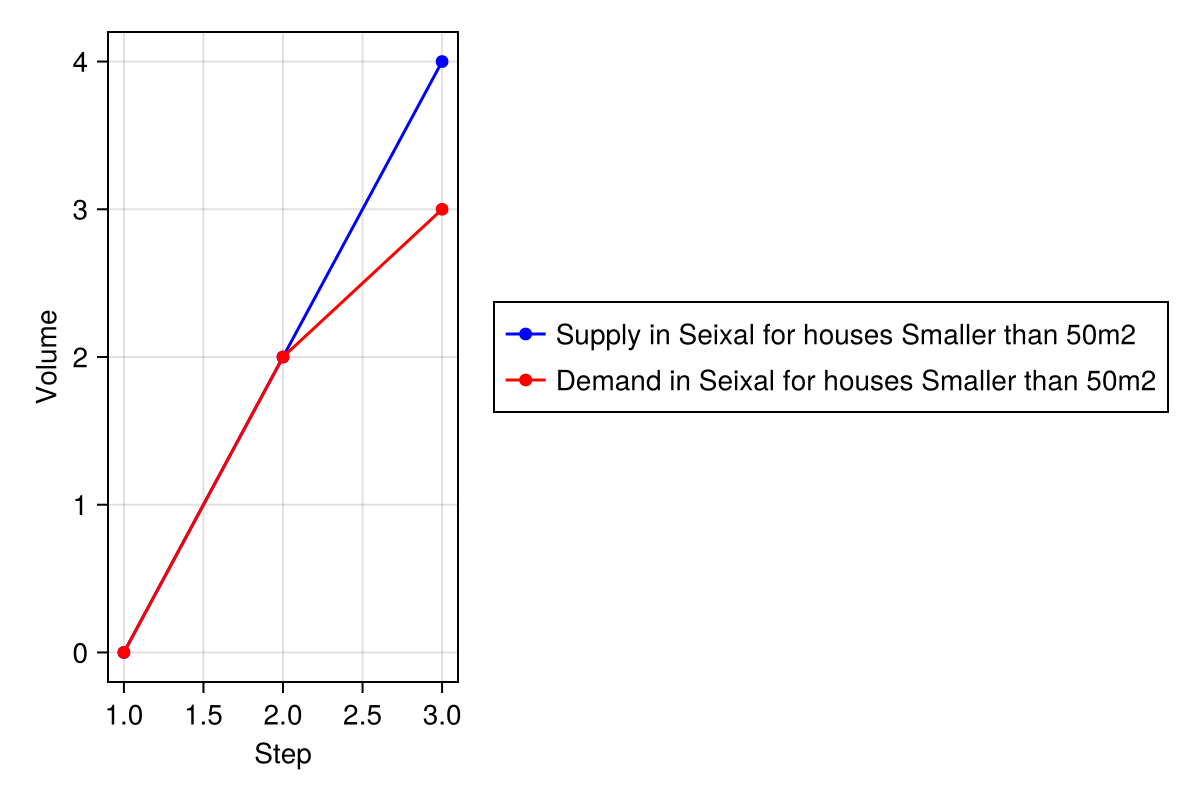 4
3
2
1
0
Volume
1.0 1.5 2.0 2.5 3.0
Step
Supply in Seixal for houses Smaller than 50m2
Demand in Seixal for houses Smaller than 50m2